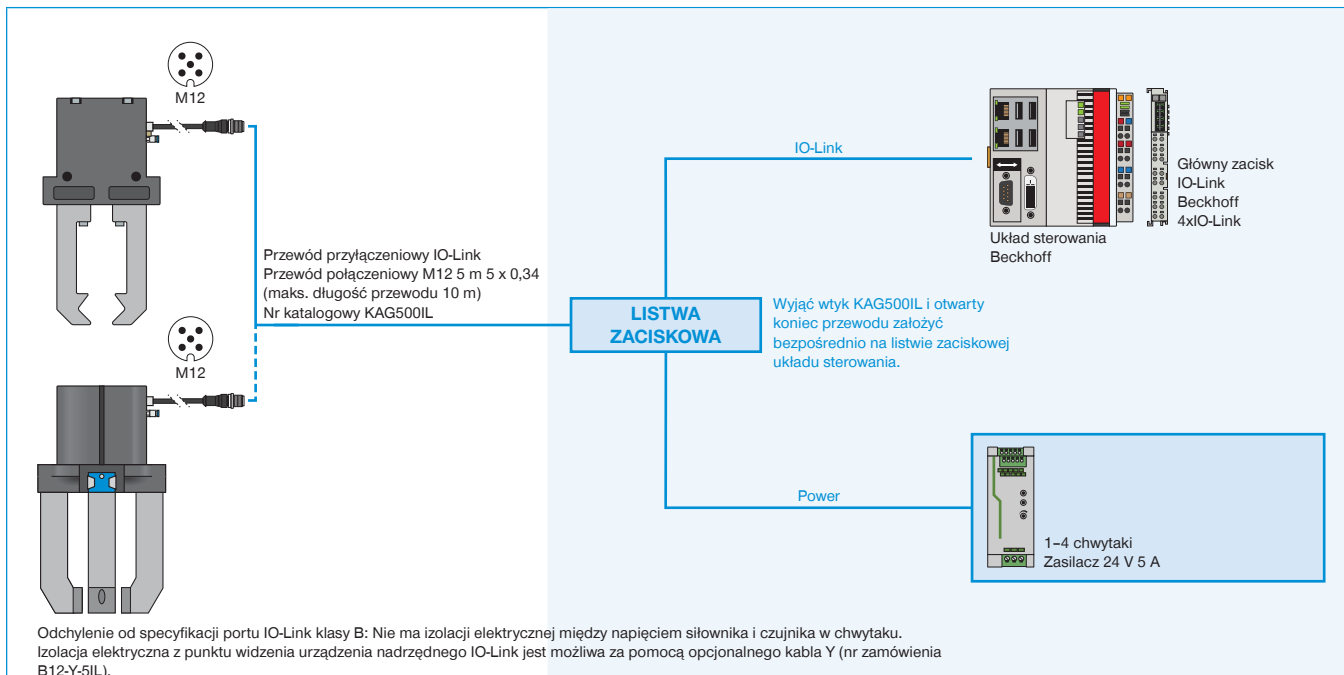 M12
Przewód przyłączeniowy IO-Link
Przewód połączeniowy M12 5 m 5 x 0,34
(maks. długość przewodu 10 m)
Nr katalogowy KAG500IL
M12
LISTWA
ZACISKOWA
Wyjąć wtyk KAG500IL i otwarty
koniec przewodu założyć
bezpośrednio na listwie zaciskowej
układu sterowania.
IO-Link
Układ sterowania
Beckhoff
Główny zacisk
IO-Link
Beckhoff
4xIO-Link
Power
1–4 chwytaki
Zasilacz 24 V 5 A
Odchylenie od specyfikacji portu IO-Link klasy B: Nie ma izolacji elektrycznej między napięciem siłownika i czujnika w chwytaku.
Izolacja elektryczna z punktu widzenia urządzenia nadrzędnego IO-Link jest możliwa za pomocą opcjonalnego kabla Y (nr zamówienia
B12-Y-5IL).